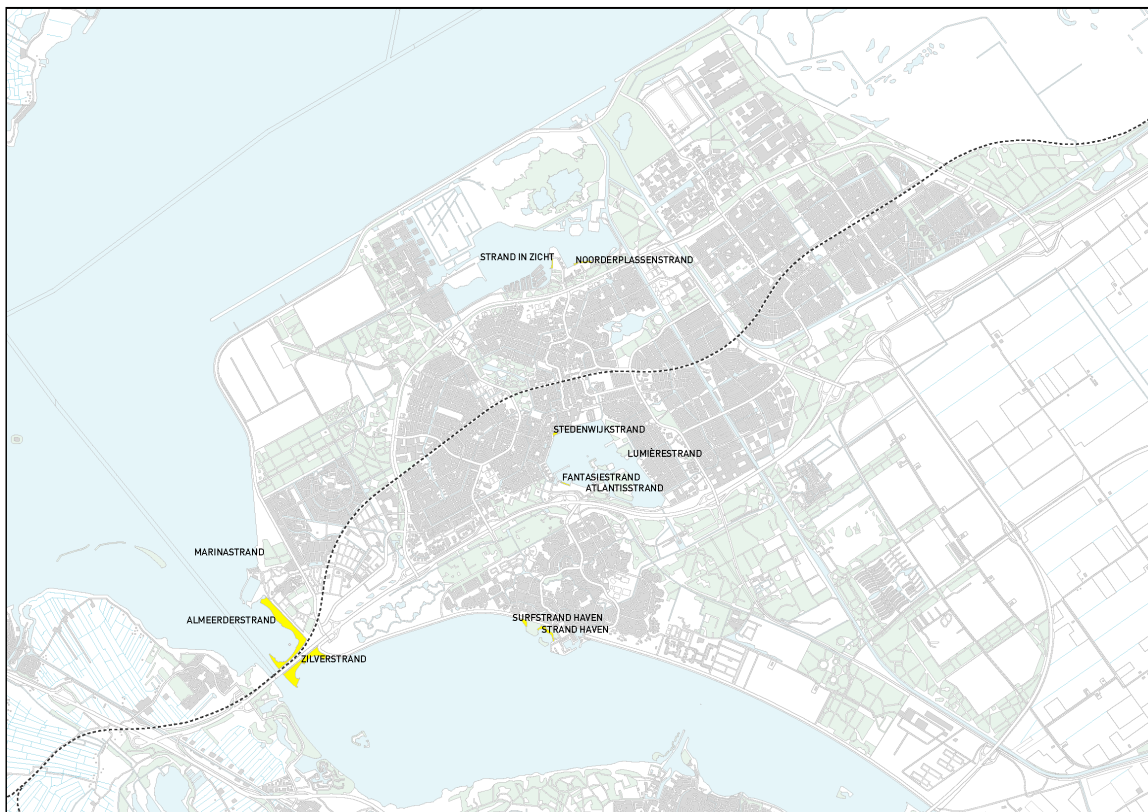 STRAND IN ZICHT
NOORDERPLASSENSTRAND
STEDENWIJKSTRAND
LUMIÈRESTRAND
FANTASIESTRAND
ATLANTISSTRAND
MARINASTRAND
ALMEERDERSTRAND
SURFSTRAND HAVEN
STRAND HAVEN
ZILVERSTRAND